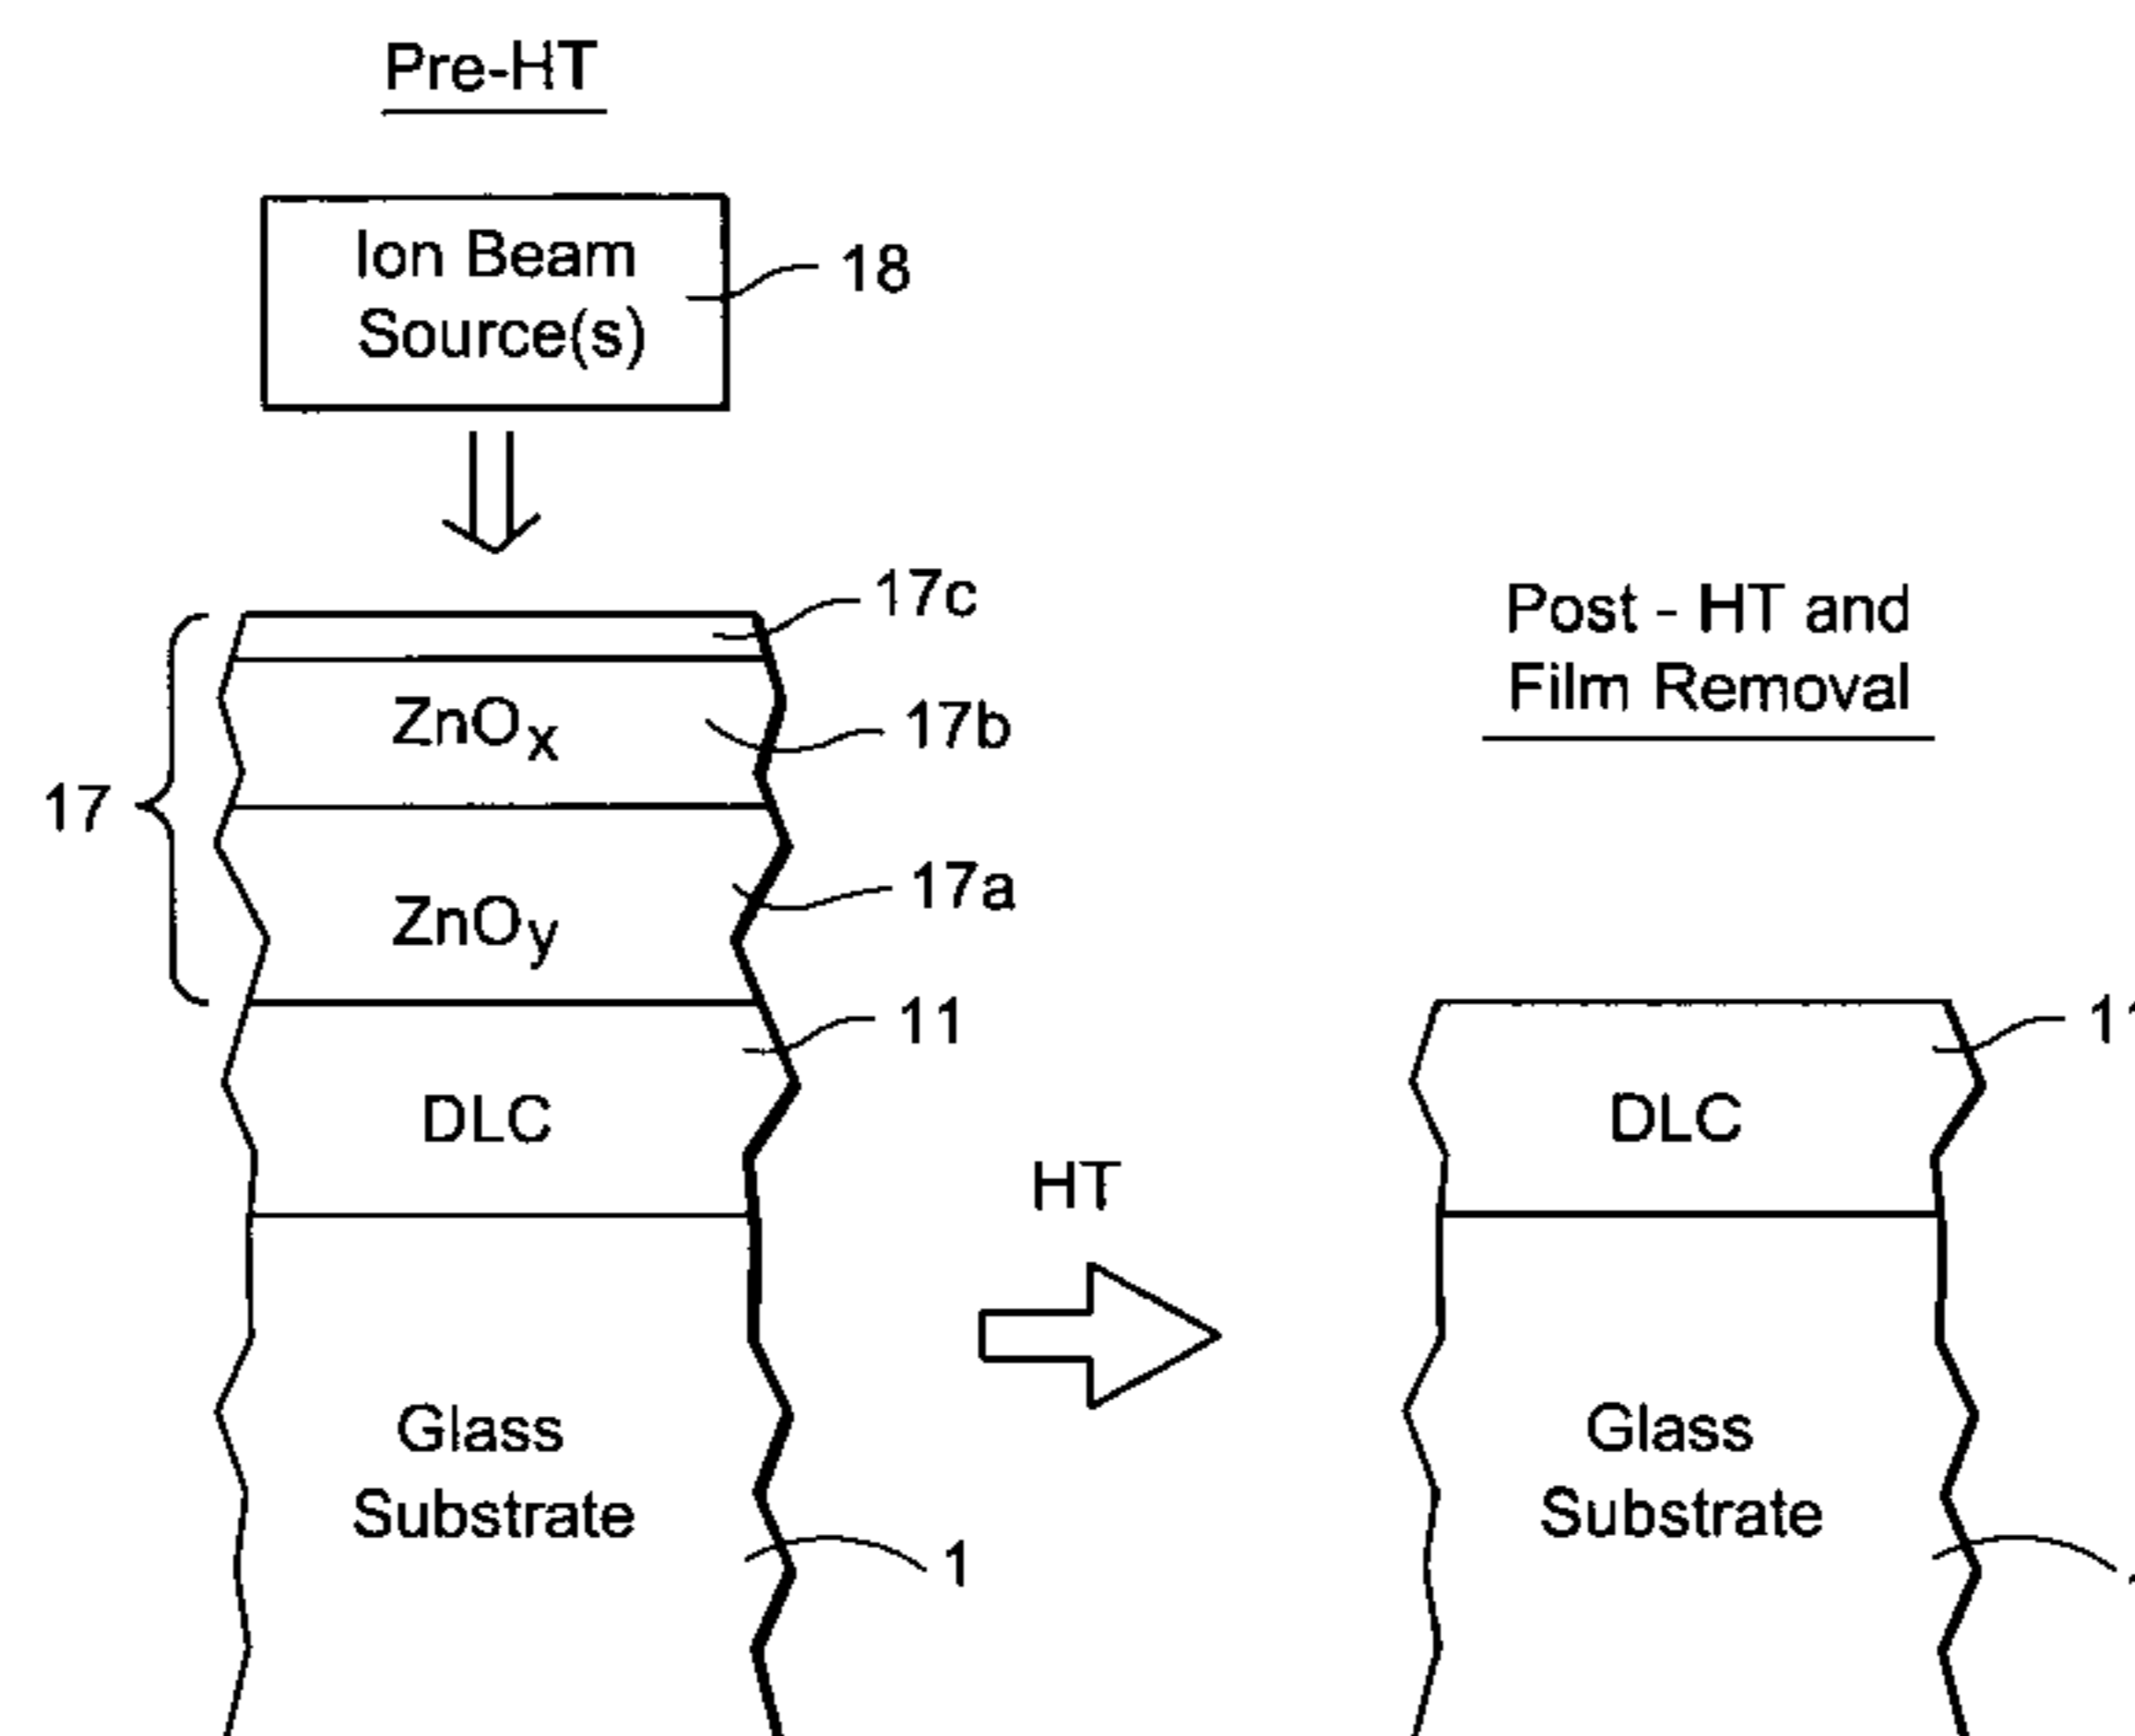 Pre-HT
Ion Beam
Source(s)
18
17c
ZnOx
17b
17
ZnOy
17a
11
DLC
Glass
Substrate
1
HT
Post - HT and
Film Removal
DLC
Glass
Substrate